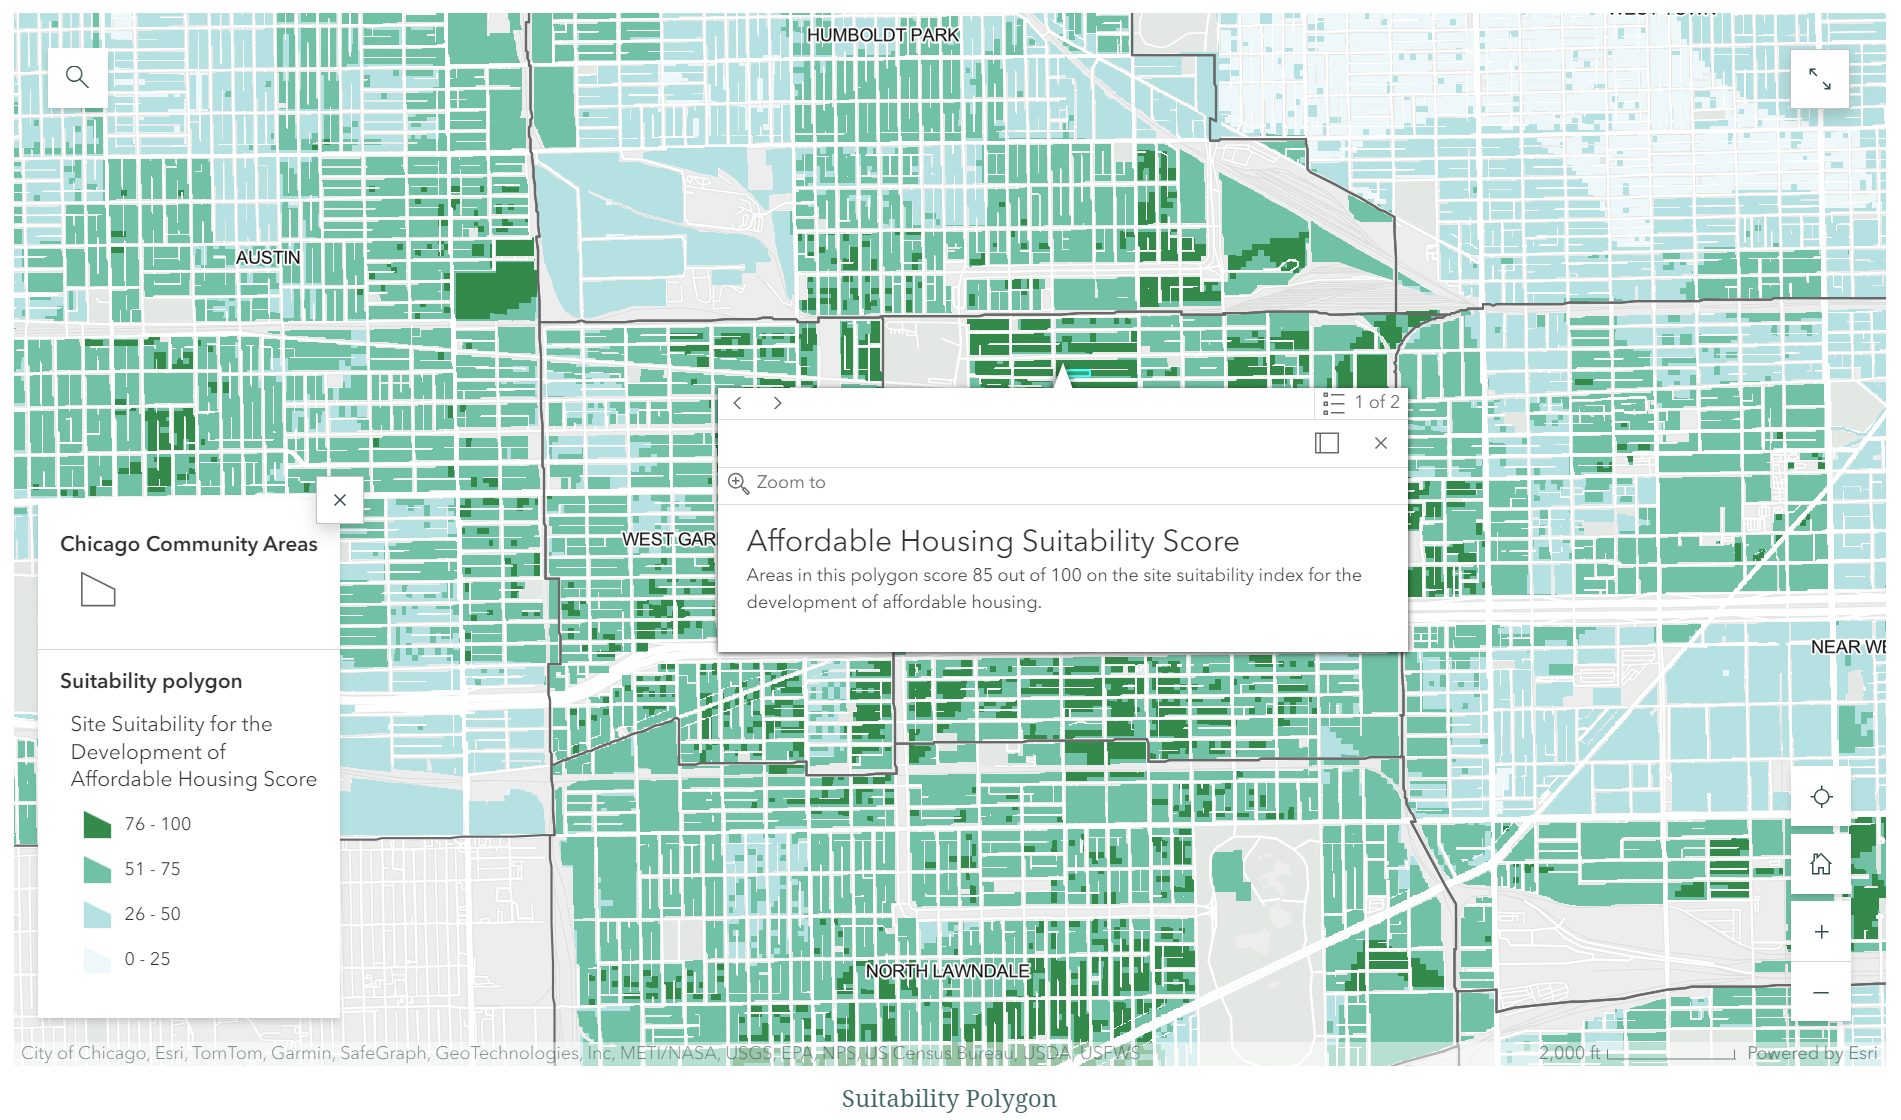 HUMBOLDT PARK
AUSTIN
1 of 2
Zoom to
Affordable Housing Suitability Score
Areas in this polygon score 85 out of 100 on the site suitability index for the
development of affordable housing.
WEST GAR
Chicago Community Areas
NEAR WE
Suitability polygon
Site Suitability for the
Development of
Affordable Housing Score
76 - 100
51 - 75
26 - 50
0 - 25
NORTH LAWNDALE
City of Chicago, Esri, TomTom, Garmin, SafeGraph, GeoTechnologies, Inc, METI/NASA, USGS, EPA, NPS, US Census Bureau, USDA, USFWS
2,000 ft
Powered by Esri
Suitability Polygon